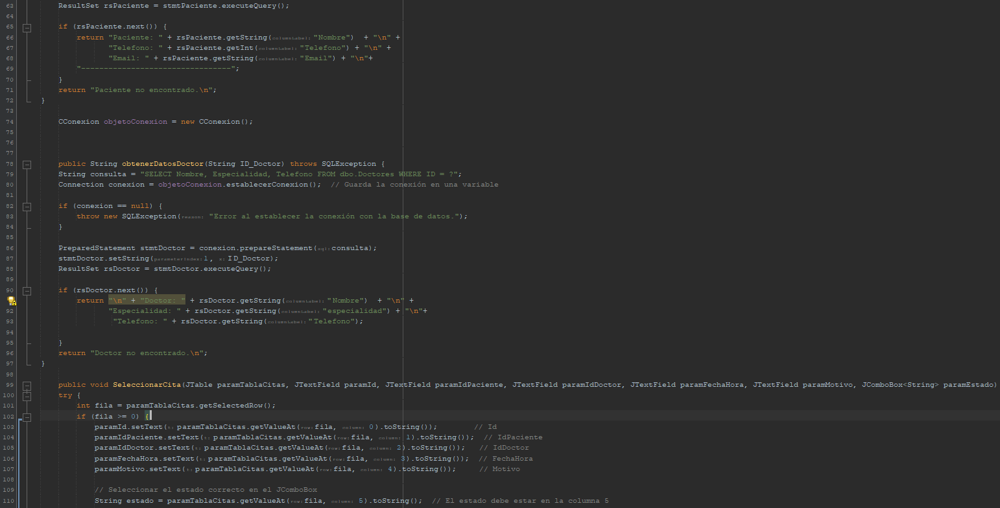 63 ResultSet rsPaciente = stmtPaciente.executeQuery();
64
65 if (rsPaciente.next()) {
66 return "Paciente: " + rsPaciente.getString(columnLabel: "Nombre")  + "\n" +
67 "Telefono: " + rsPaciente.getInt(columnLabel: "Telefono") + "\n" +
68 "Email: " + rsPaciente.getString(columnLabel: "Email") + "\n"+
69 "---------------------------------";
70 }
71 return "Paciente no encontrado.\n";
72 }
73
74 CConexion objetoConexion = new CConexion();
75
76
77
78 public String obtenerDatosDoctor(String ID_Doctor) throws SQLException {
79 String consulta = "SELECT Nombre, Especialidad, Telefono FROM dbo.Doctores WHERE ID = ?";
80 Connection conexion = objetoConexion.establecerConexion();  // Guarda la conexión en una variable
81
82 if (conexion == null) {
83 throw new SQLException(reason: "Error al establecer la conexión con la base de datos.");
84 }
85
86 PreparedStatement stmtDoctor = conexion.prepareStatement(sql: consulta);
87 stmtDoctor.setString(parameterIndex: 1, x: ID_Doctor);
88 ResultSet rsDoctor = stmtDoctor.executeQuery();
89
90 if (rsDoctor.next()) {
return "\n" + "Doctor: " + rsDoctor.getString(columnLabel: "Nombre")  + "\n" +
92 "Especialidad: " + rsDoctor.getString(columnLabel: "especialidad") + "\n"+
93 "Telefono: " + rsDoctor.getString(columnLabel: "Telefono");
94
95 }
96 return "Doctor no encontrado.\n";
97 }
98
99 public void SeleccionarCita(JTable paramTablaCitas, JTextField paramId, JTextField paramIdPaciente, JTextField paramIdDoctor, JTextField paramFechaHora, JTextField paramMotivo, JComboBox<String> paramEstado)
100 try {
101 int fila = paramTablaCitas.getSelectedRow();
102 if (fila >= 0) {
103 paramId.setText(t: paramTablaCitas.getValueAt(row: fila, column: 0).toString());        // Id
104 paramIdPaciente.setText(t: paramTablaCitas.getValueAt(row: fila, column: 1).toString());  // IdPaciente
105 paramIdDoctor.setText(t: paramTablaCitas.getValueAt(row: fila, column: 2).toString());   // IdDoctor
106 paramFechaHora.setText(t: paramTablaCitas.getValueAt(row: fila, column: 3).toString());  // FechaHora
107 paramMotivo.setText(t: paramTablaCitas.getValueAt(row: fila, column: 4).toString());     // Motivo
108
109 // Seleccionar el estado correcto en el JComboBox
110 String estado = paramTablaCitas.getValueAt(row: fila, column: 5).toString();  // El estado debe estar en la columna 5